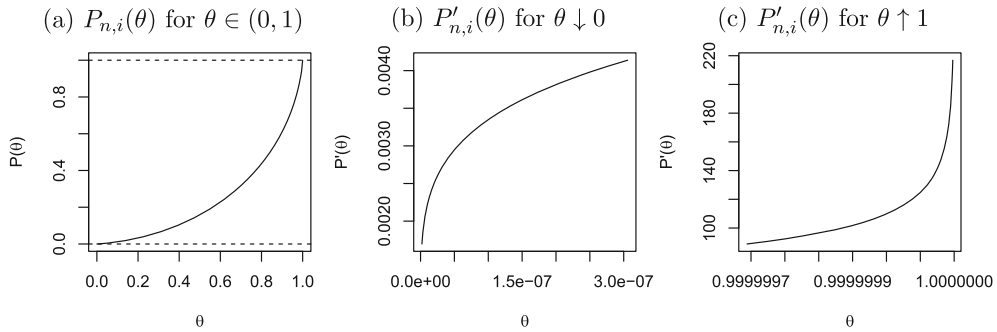 (a) Pₙ,ᵢ(θ) for θ ∈ (0, 1)
P(θ)
0.0 0.4 0.8
0.0 0.2 0.4 0.6 0.8 1.0
θ
(b) P′ₙ,ᵢ(θ) for θ ↓ 0
P'(θ)
0.0020 0.0030 0.0040
0.0e+00 1.5e−07 3.0e−07
θ
(c) P′ₙ,ᵢ(θ) for θ ↑ 1
P'(θ)
100 140 180 220
0.9999997 0.9999999 1.0000000
θ